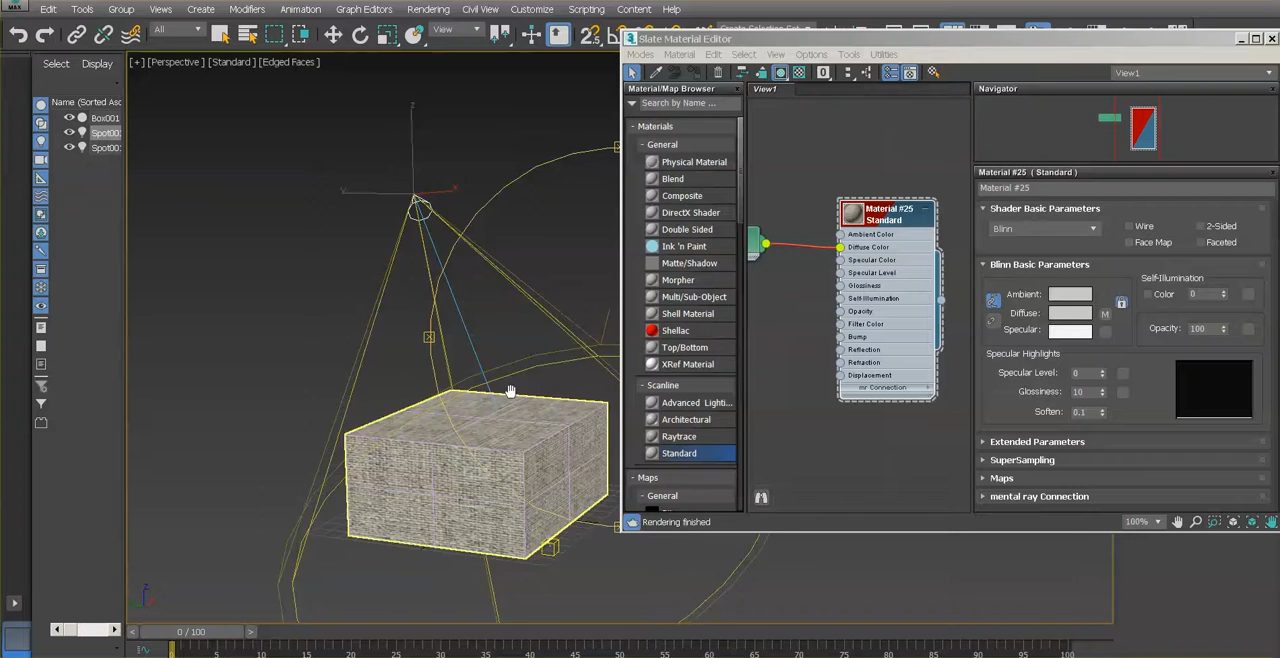 Edit Tools Group Views Create Modifiers Animation Graph Editors Rendering Civil View Customize Scripting Content Help
MAX
All
View
Slate Material Editor
Modes Material Edit Select View Options Tools Utilities
View1
Select Display
Name (Sorted Asc
Box001
Spot00
Spot00
[+] [Perspective ] [Standard ] [Edged Faces ]
z
y
x
Material/Map Browser
Search by Name ...
- Materials
- General
Physical Material
Blend
Composite
DirectX Shader
Double Sided
Ink 'n Paint
Matte/Shadow
Morpher
Multi/Sub-Object
Shell Material
Shellac
Top/Bottom
XRef Material
- Scanline
Advanced Lighti...
Architectural
Raytrace
Standard
- Maps
- General
View1
Material #25
Standard
Ambient Color
Diffuse Color
Specular Color
Specular Level
Glossiness
Self-Illumination
Opacity
Filter Color
Bump
Reflection
Refraction
Displacement
mr Connection
Navigator
Material #25 ( Standard )
Material #25
Shader Basic Parameters
Blinn
Wire
2-Sided
Face Map
Faceted
Blinn Basic Parameters
Self-Illumination
Ambient:
Color 0
Diffuse:
M
Specular:
Opacity: 100
Specular Highlights
Specular Level: 0
Glossiness: 10
Soften: 0.1
Extended Parameters
SuperSampling
Maps
mental ray Connection
Rendering finished
100%
0 / 100
0 5 10 15 20 25 30 35 40 45 50 55 60 65 70 75 80 85 90 95 100